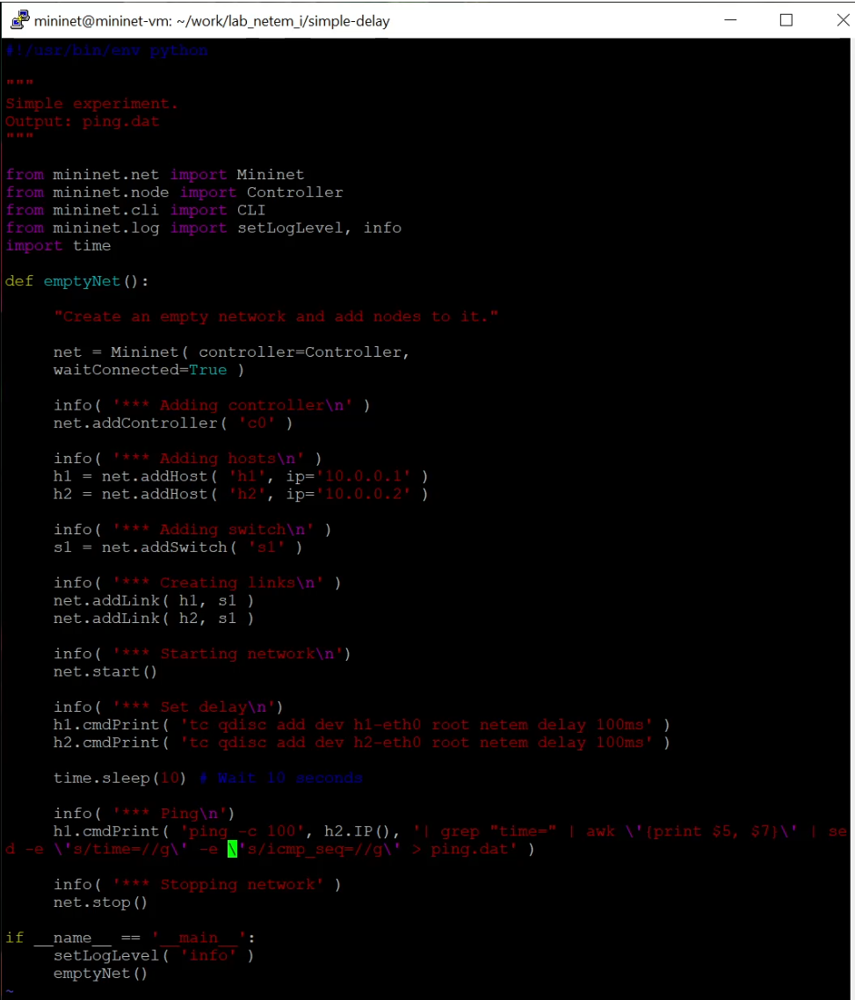 mininet@mininet-vm: ~/work/lab_netem_i/simple-delay
#!/usr/bin/env python
"""
Simple experiment.
Output: ping.dat
"""
from mininet.net import Mininet
from mininet.node import Controller
from mininet.cli import CLI
from mininet.log import setLogLevel, info
import time
def emptyNet():
"Create an empty network and add nodes to it."
net = Mininet( controller=Controller,
waitConnected=True )
info( '*** Adding controller\n' )
net.addController( 'c0' )
info( '*** Adding hosts\n' )
h1 = net.addHost( 'h1', ip='10.0.0.1' )
h2 = net.addHost( 'h2', ip='10.0.0.2' )
info( '*** Adding switch\n' )
s1 = net.addSwitch( 's1' )
info( '*** Creating links\n' )
net.addLink( h1, s1 )
net.addLink( h2, s1 )
info( '*** Starting network\n')
net.start()
info( '*** Set delay\n')
h1.cmdPrint( 'tc qdisc add dev h1-eth0 root netem delay 100ms' )
h2.cmdPrint( 'tc qdisc add dev h2-eth0 root netem delay 100ms' )
time.sleep(10) # Wait 10 seconds
info( '*** Ping\n')
h1.cmdPrint( 'ping -c 100', h2.IP(), '| grep "time=" | awk \'{print $5, $7}\' | se
d -e \'s/time=//g\' -e \'s/icmp_seq=//g\' > ping.dat' )
info( '*** Stopping network' )
net.stop()
if __name__ == '__main__':
setLogLevel( 'info' )
emptyNet()
~